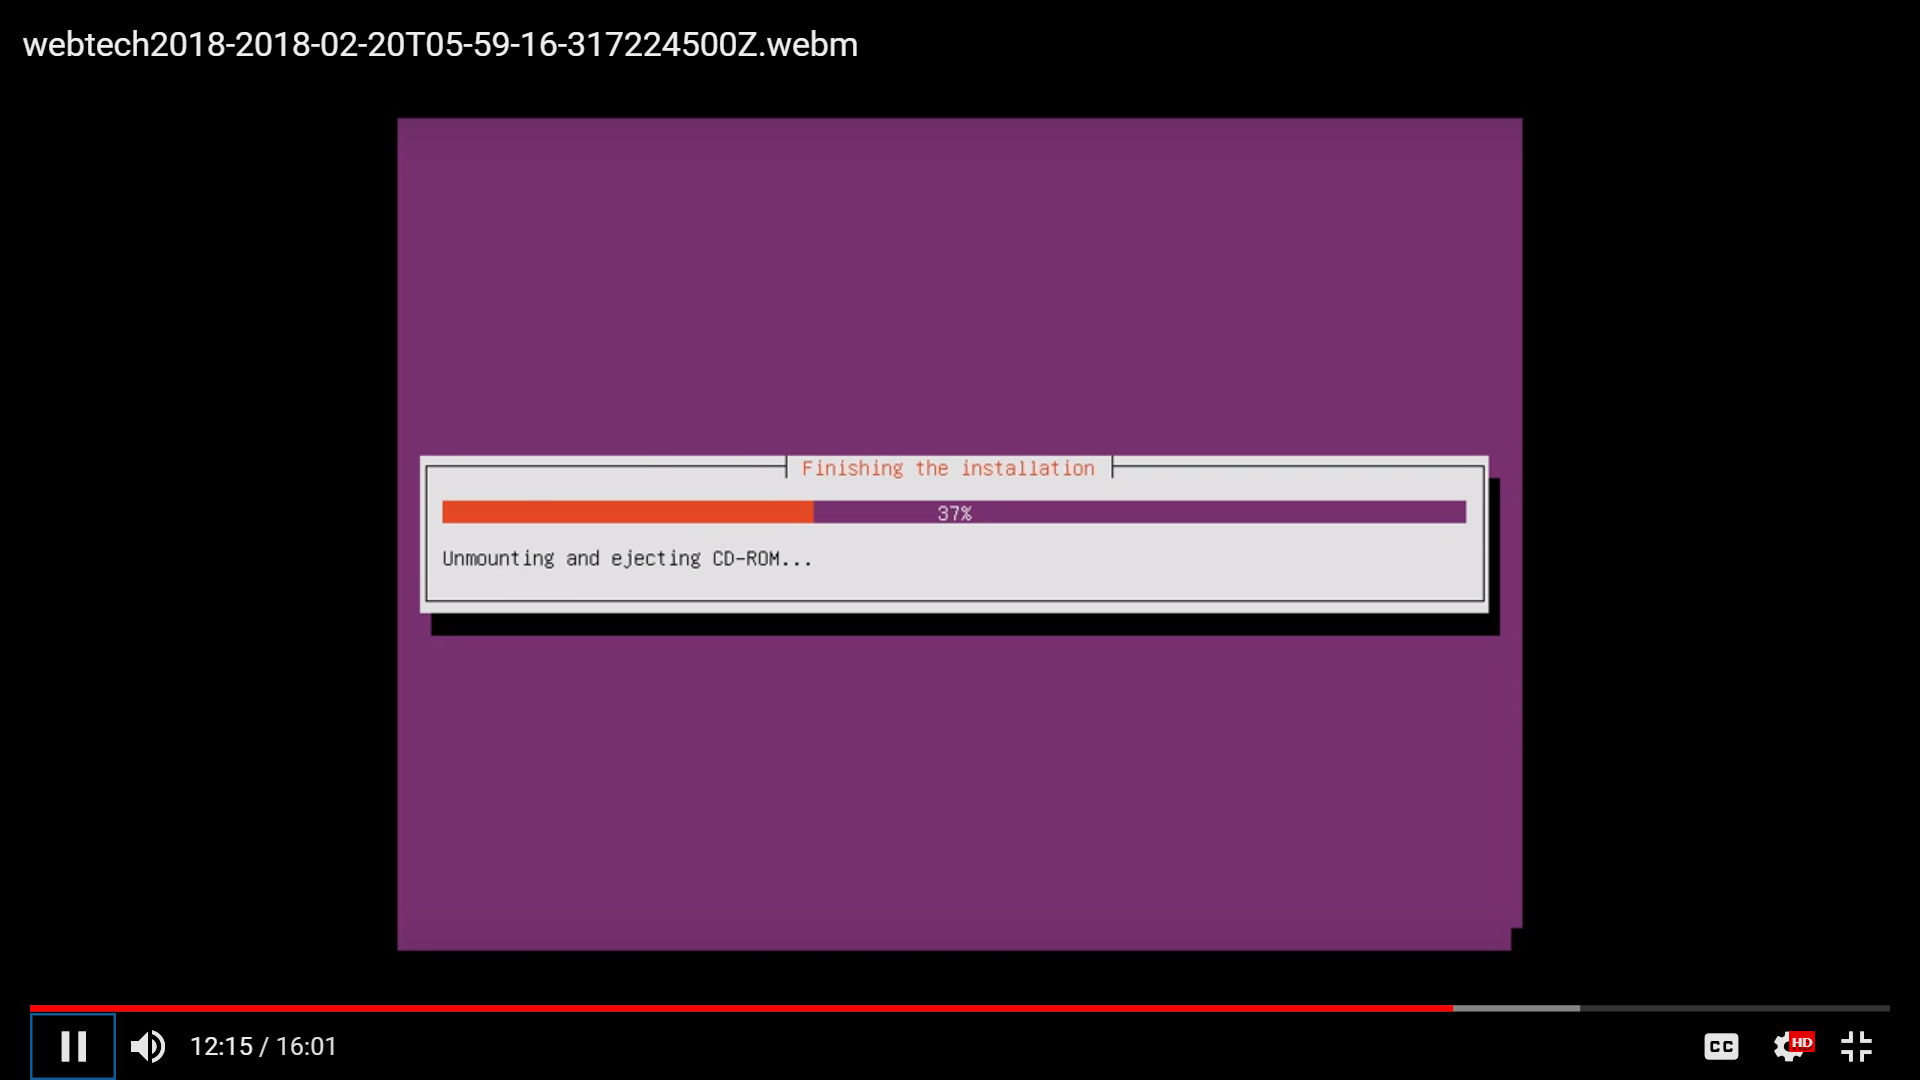 webtech2018-2018-02-20T05-59-16-317224500Z.webm
Finishing the installation
37%
Unmounting and ejecting CD-ROM...
12:15 / 16:01
CC
HD